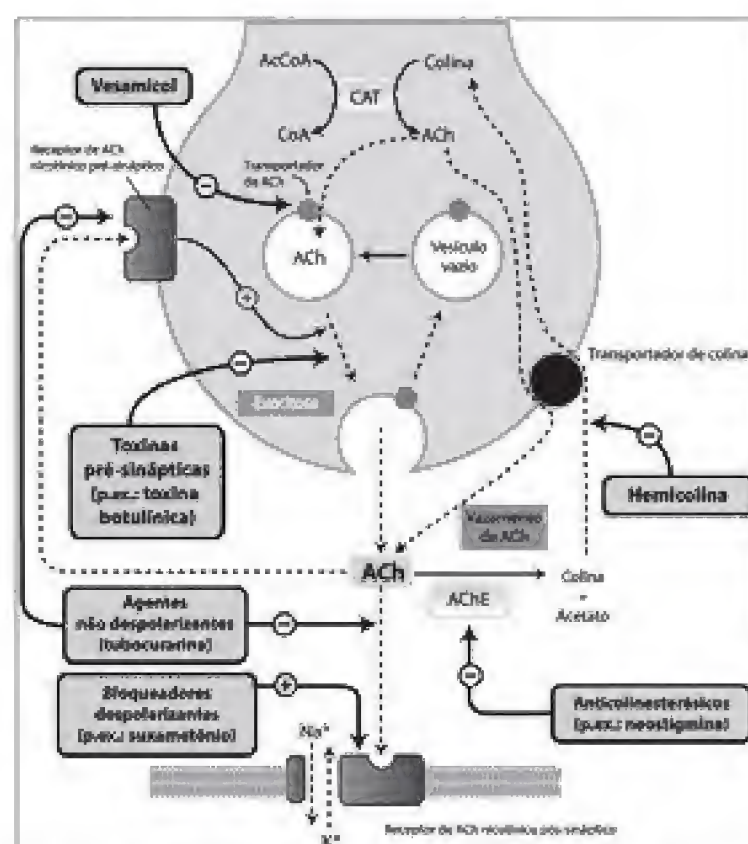 AcCoA
Colina
Vesamicol
CAT
CoA
ACh
Receptor de ACh
nicotínico pré-sináptico
Transportador
de ACh
ACh
Vesículo
vazio
Transportador de colina
Exocitose
Toxinas
pré-sinápticas
(p.ex.: toxina
botulínica)
Hemicolina
Vazamento
de ACh
ACh
AChE
Colina
+
Acetato
Agentes
não despolarizantes
(tubocurarina)
Bloqueadores
despolarizantes
(p.ex.: suxametônio)
Anticolinesterásicos
(p.ex.: neostigmina)
Na+
K+
Receptor de ACh nicotínico pós-sináptico